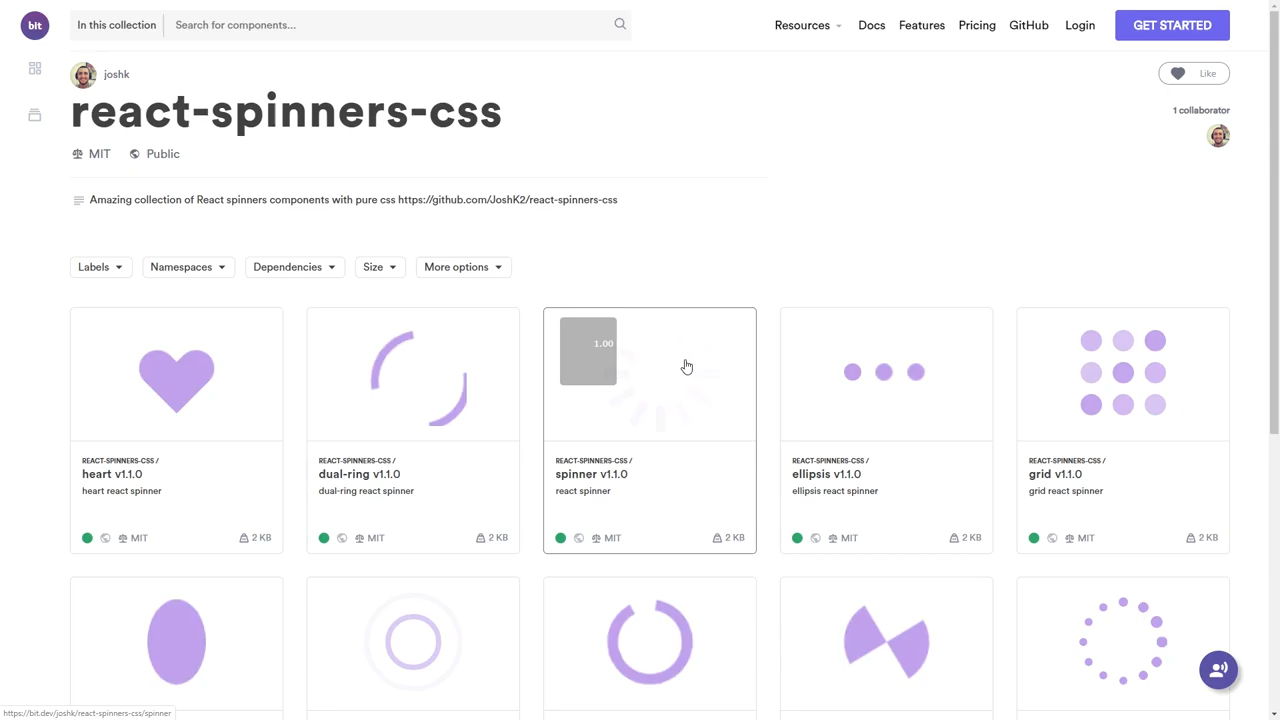 bit
In this collection
Search for components...
Resources
Docs
Features
Pricing
GitHub
Login
GET STARTED
joshk
Like
react-spinners-css
1 collaborator
MIT
Public
Amazing collection of React spinners components with pure css https://github.com/JoshK2/react-spinners-css
Labels
Namespaces
Dependencies
Size
More options
1.00
REACT-SPINNERS-CSS /
heart v1.1.0
heart react spinner
MIT
2 KB
REACT-SPINNERS-CSS /
dual-ring v1.1.0
dual-ring react spinner
MIT
2 KB
REACT-SPINNERS-CSS /
spinner v1.1.0
react spinner
MIT
2 KB
REACT-SPINNERS-CSS /
ellipsis v1.1.0
ellipsis react spinner
MIT
2 KB
REACT-SPINNERS-CSS /
grid v1.1.0
grid react spinner
MIT
2 KB
https://bit.dev/joshk/react-spinners-css/spinner